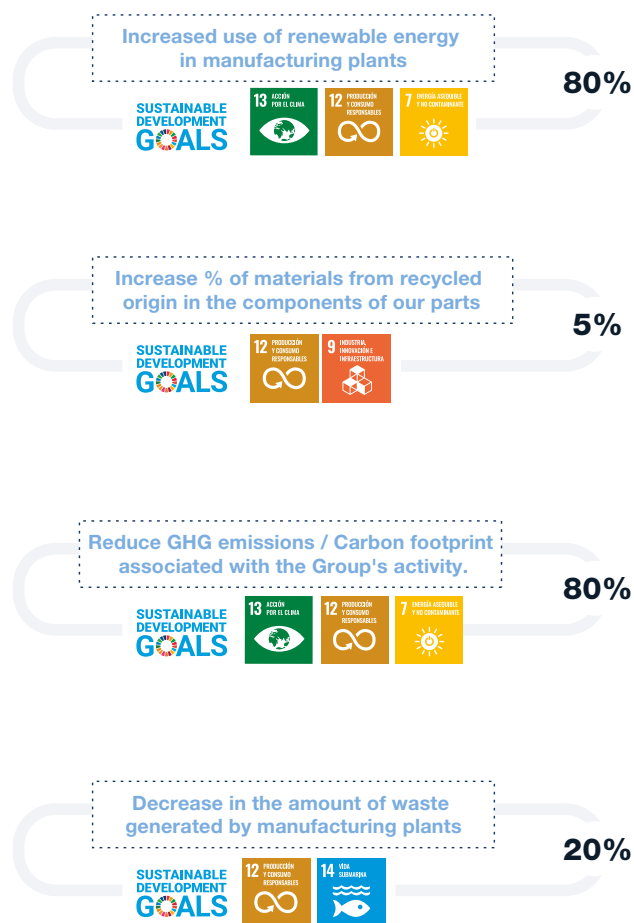 Increased use of renewable energy
in manufacturing plants
80%
SUSTAINABLE
DEVELOPMENT
GOALS
13 ACCIÓN
POR EL CLIMA
12 PRODUCCIÓN
Y CONSUMO
RESPONSABLES
7 ENERGÍA ASEQUIBLE
Y NO CONTAMINANTE
Increase % of materials from recycled
origin in the components of our parts
5%
SUSTAINABLE
DEVELOPMENT
GOALS
12 PRODUCCIÓN
Y CONSUMO
RESPONSABLES
9 INDUSTRIA,
INNOVACIÓN E
INFRAESTRUCTURA
Reduce GHG emissions / Carbon footprint
associated with the Group's activity.
80%
SUSTAINABLE
DEVELOPMENT
GOALS
13 ACCIÓN
POR EL CLIMA
12 PRODUCCIÓN
Y CONSUMO
RESPONSABLES
7 ENERGÍA ASEQUIBLE
Y NO CONTAMINANTE
Decrease in the amount of waste
generated by manufacturing plants
20%
SUSTAINABLE
DEVELOPMENT
GOALS
12 PRODUCCIÓN
Y CONSUMO
RESPONSABLES
14 VIDA
SUBMARINA